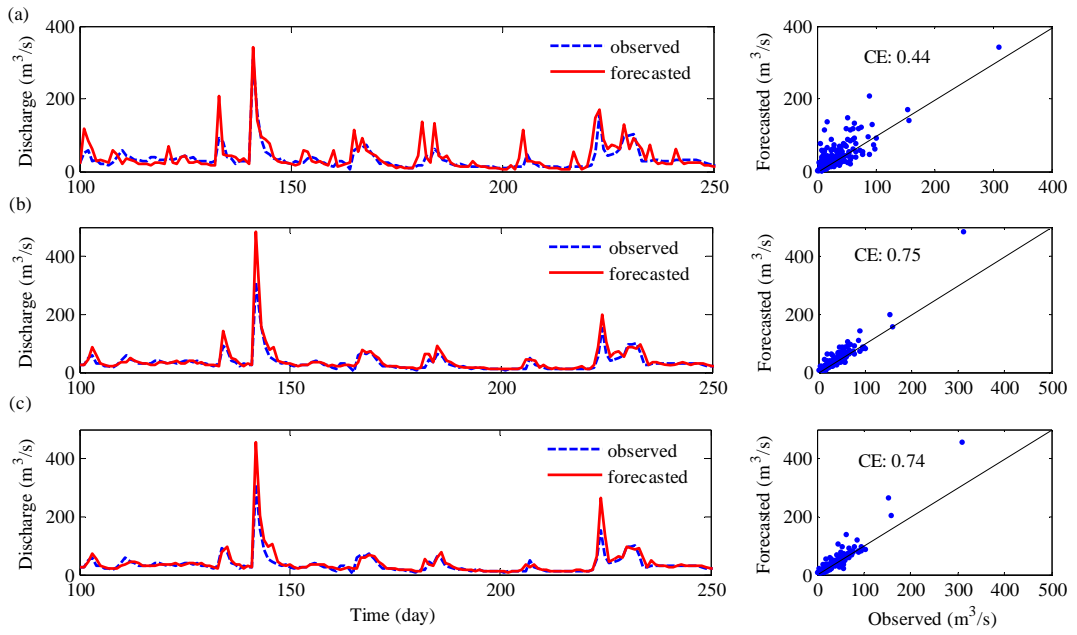 (a)
Discharge (m³/s)
400
200
0
100
150
200
250
observed
forecasted
Forecasted (m³/s)
400
200
0
0
100
200
300
400
CE: 0.44
(b)
Discharge (m³/s)
400
200
0
100
150
200
250
observed
forecasted
Forecasted (m³/s)
400
200
0
0
100
200
300
400
500
CE: 0.75
(c)
Discharge (m³/s)
400
200
0
100
150
200
250
Time (day)
observed
forecasted
Forecasted (m³/s)
400
200
0
0
100
200
300
400
500
Observed (m³/s)
CE: 0.74